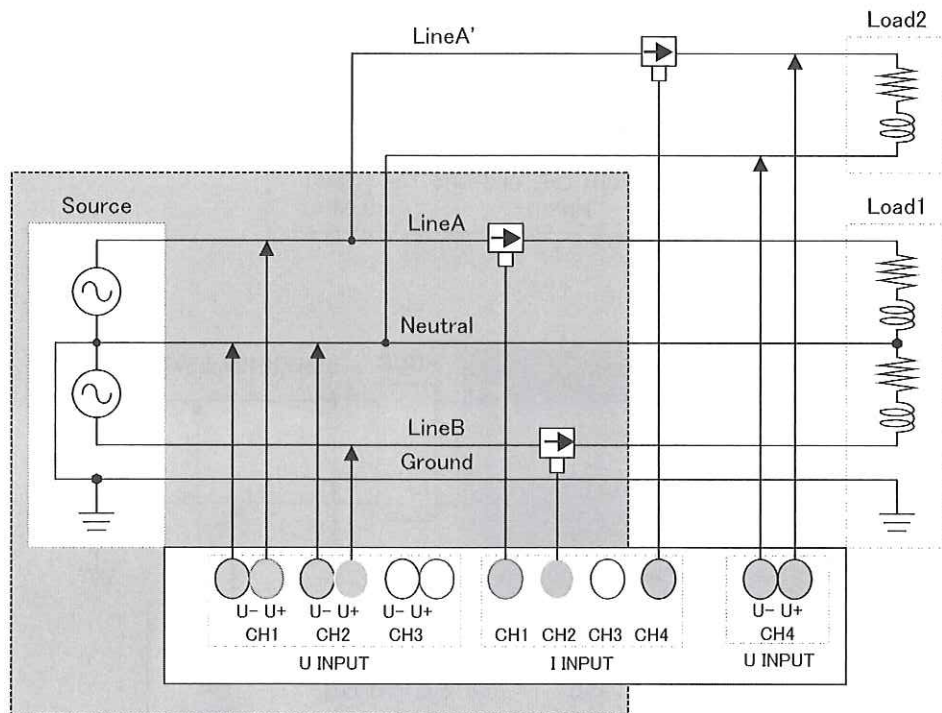 Load2
LineA'
Source
Load1
LineA
Neutral
LineB
Ground
U- U+ U- U+ U- U+ U- U+
CH1 CH2 CH3 CH1 CH2 CH3 CH4 CH4
U INPUT I INPUT U INPUT